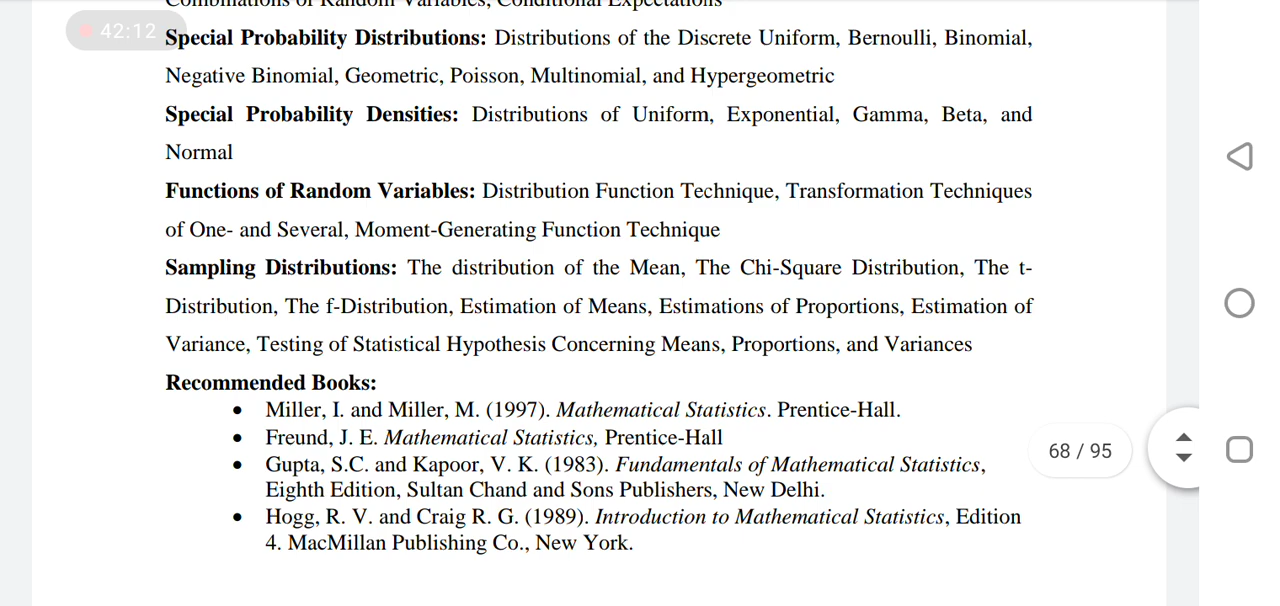 Combinations of Random Variables, Conditional Expectations
42:12
Special Probability Distributions: Distributions of the Discrete Uniform, Bernoulli, Binomial,
Negative Binomial, Geometric, Poisson, Multinomial, and Hypergeometric
Special Probability Densities: Distributions of Uniform, Exponential, Gamma, Beta, and
Normal
Functions of Random Variables: Distribution Function Technique, Transformation Techniques
of One- and Several, Moment-Generating Function Technique
Sampling Distributions: The distribution of the Mean, The Chi-Square Distribution, The t-
Distribution, The f-Distribution, Estimation of Means, Estimations of Proportions, Estimation of
Variance, Testing of Statistical Hypothesis Concerning Means, Proportions, and Variances
Recommended Books:
• Miller, I. and Miller, M. (1997). Mathematical Statistics. Prentice-Hall.
• Freund, J. E. Mathematical Statistics, Prentice-Hall
68 / 95
• Gupta, S.C. and Kapoor, V. K. (1983). Fundamentals of Mathematical Statistics,
Eighth Edition, Sultan Chand and Sons Publishers, New Delhi.
• Hogg, R. V. and Craig R. G. (1989). Introduction to Mathematical Statistics, Edition
4. MacMillan Publishing Co., New York.